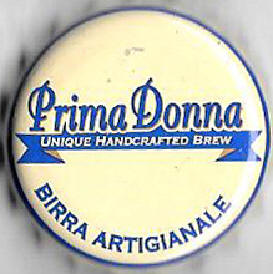 Prima Donna
UNIQUE HANDCRAFTED BREW
BIRRA ARTIGIANALE